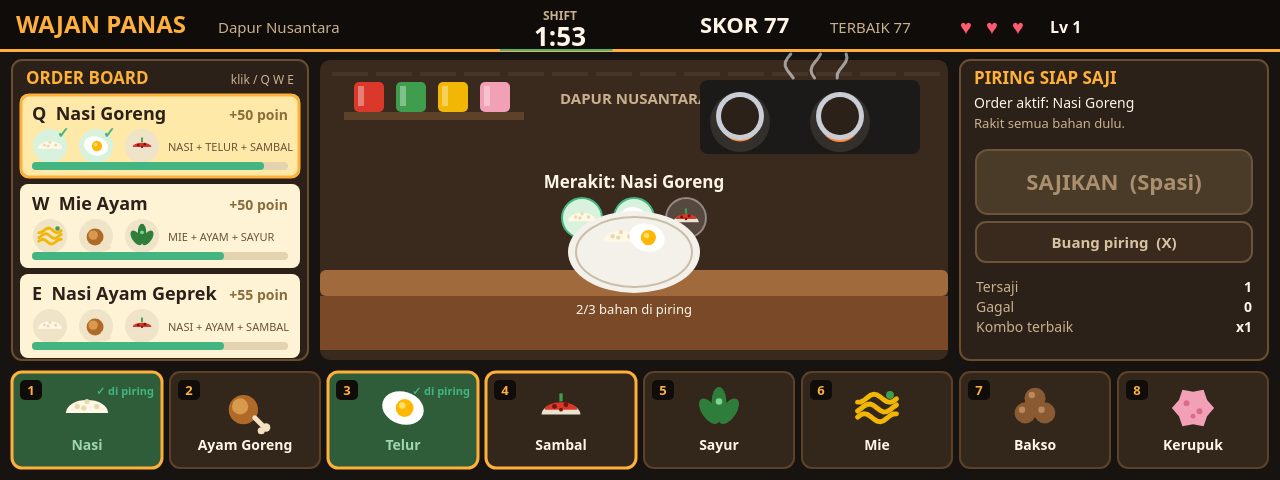 WAJAN PANAS
Dapur Nusantara
SHIFT
1:53
SKOR 77
TERBAIK 77
Lv 1
ORDER BOARD
klik / Q W E
Q Nasi Goreng
+50 poin
NASI + TELUR + SAMBAL
W Mie Ayam
+50 poin
MIE + AYAM + SAYUR
E Nasi Ayam Geprek
+55 poin
NASI + AYAM + SAMBAL
DAPUR NUSANTARA
Merakit: Nasi Goreng
2/3 bahan di piring
PIRING SIAP SAJI
Order aktif: Nasi Goreng
Rakit semua bahan dulu.
SAJIKAN (Spasi)
Buang piring (X)
Tersaji 1
Gagal 0
Kombo terbaik x1
1
✓ di piring
Nasi
2
Ayam Goreng
3
✓ di piring
Telur
4
Sambal
5
Sayur
6
Mie
7
Bakso
8
Kerupuk